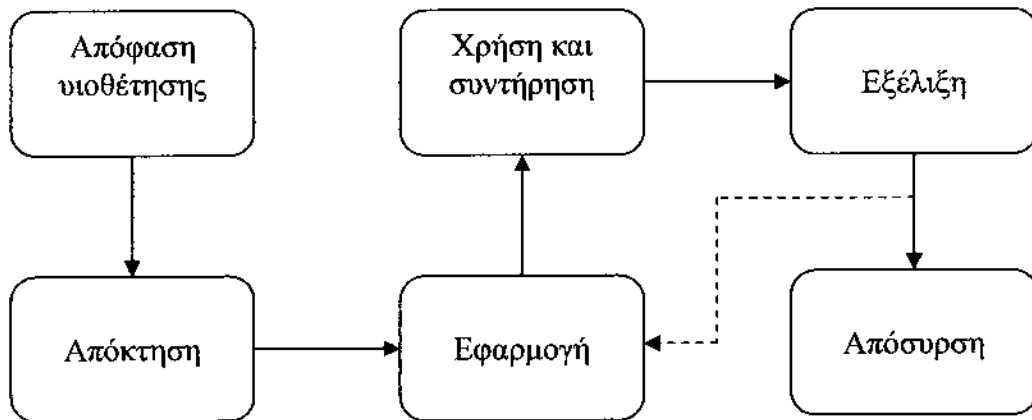 Απόφαση
υιοθέτησης
Απόκτηση
Εφαρμογή
Χρήση και
συντήρηση
Εξέλιξη
Απόσυρση